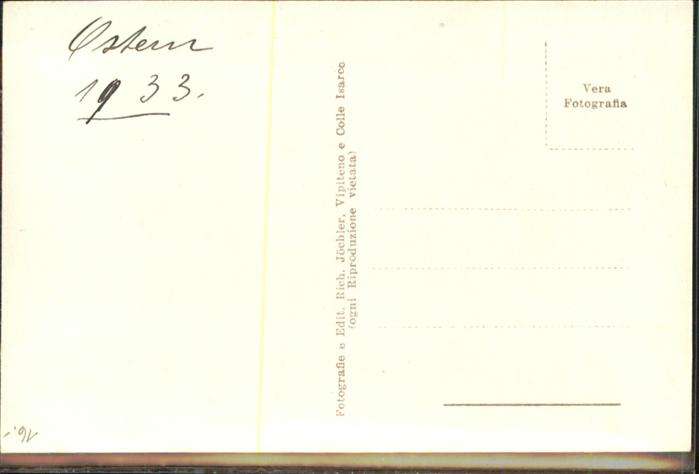 Ostern
1933.
Fotografie e Edit. Rich. Jöchler, Vipiteno e Colle Isarco
(ogni Riproduzione vietata)
Vera
Fotografia